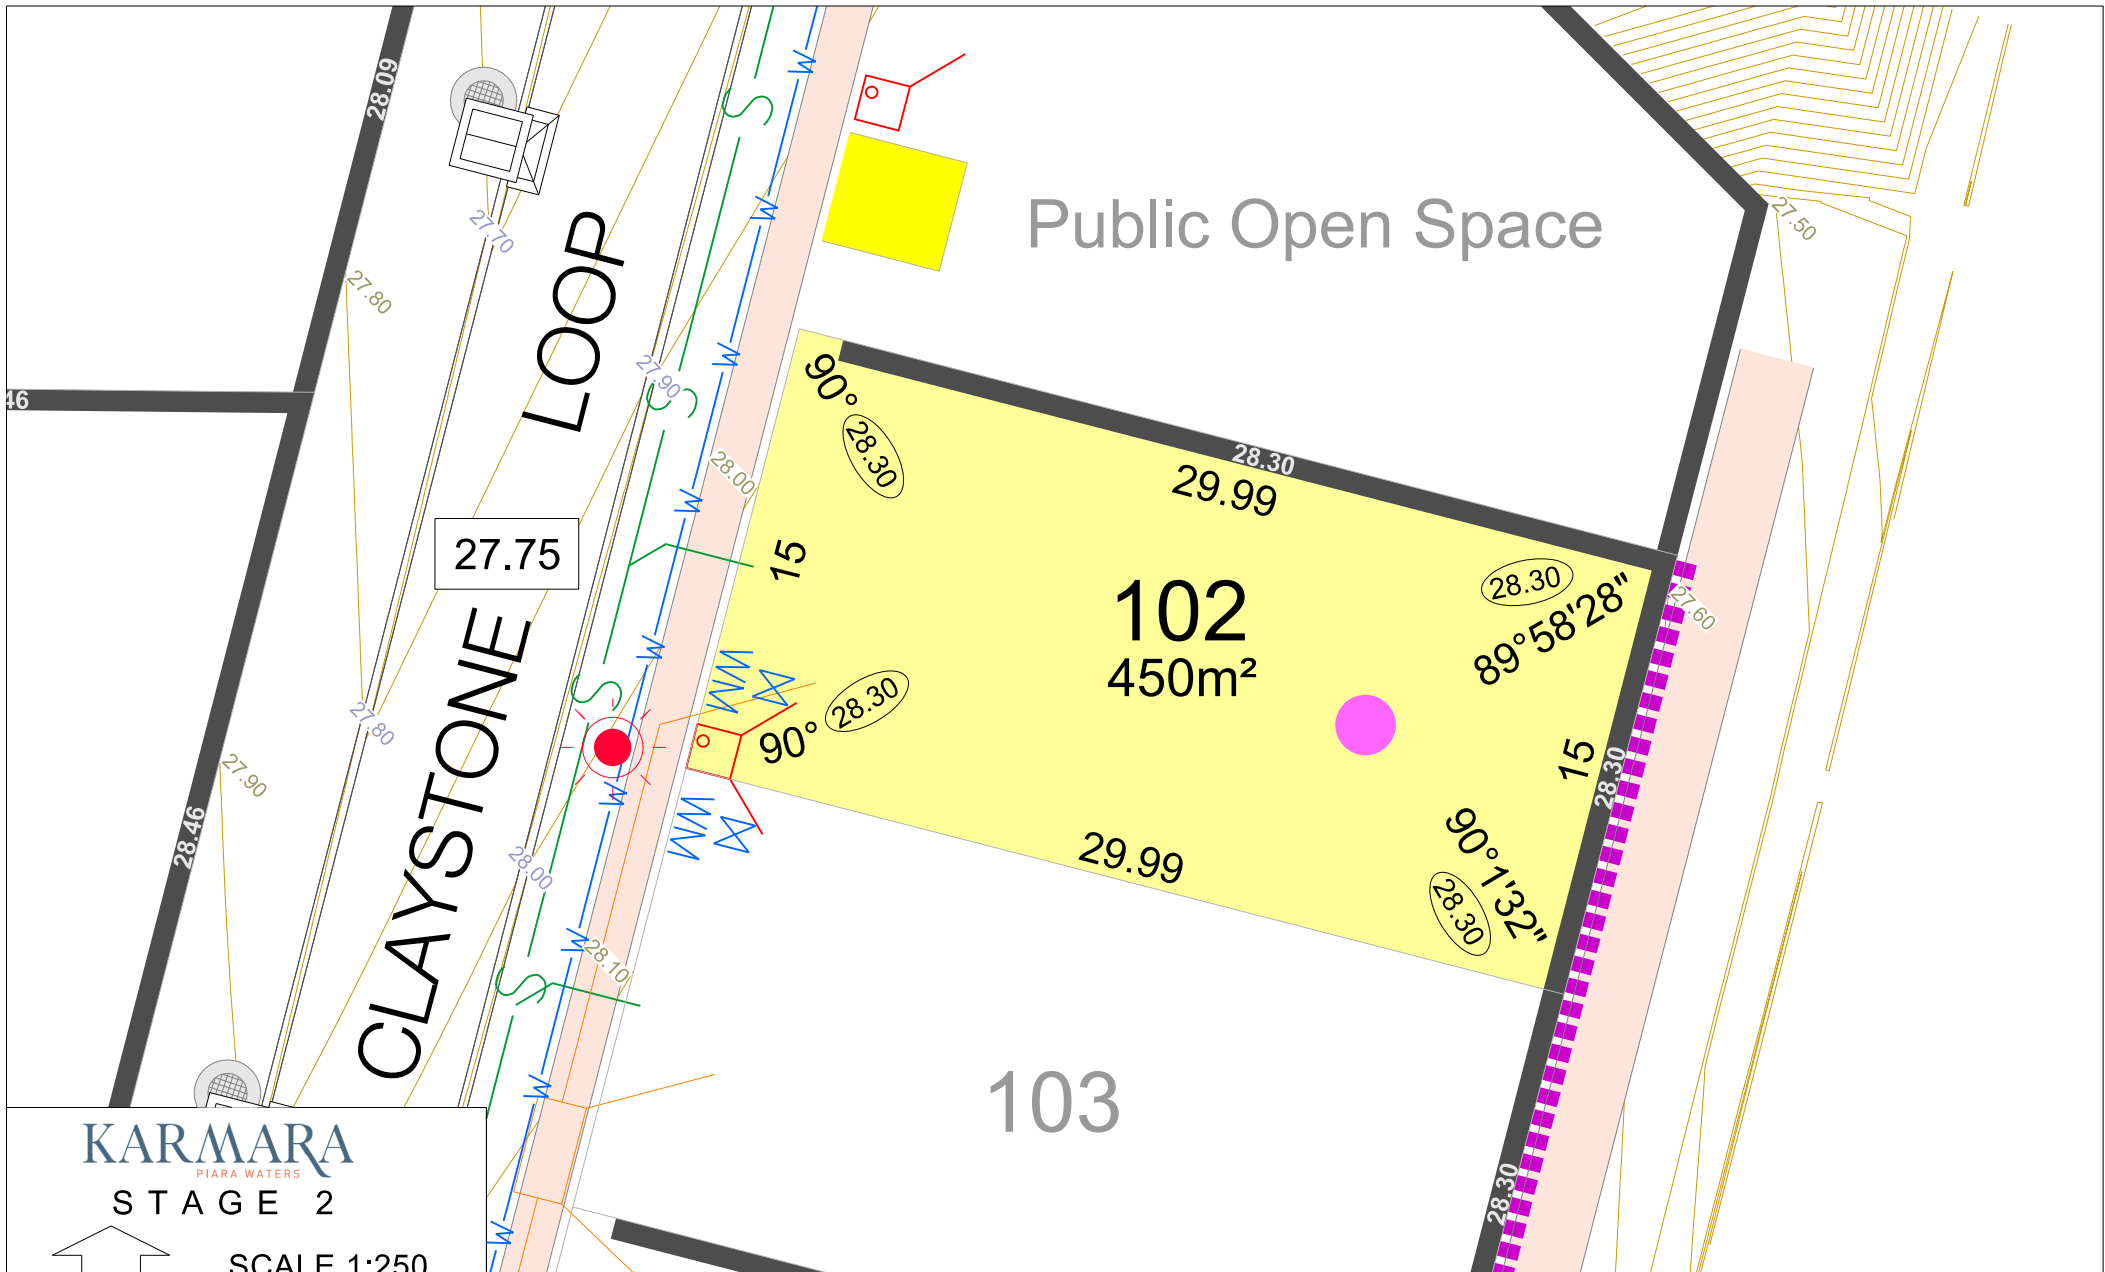 28.09
Public Open Space
27.70
27.80
LOOP
27.50
27.90
46
90°
28.30
28.00
28.30
29.99
27.75
15
102
450m²
28.30
89°58'28"
27.60
CLAYSTONE
27.80
27.90
28.46
90°
28.30
15
28.30
29.99
90°1'32"
28.30
28.00
28.10
103
28.30
S
S
S
S
W
W
W
W
W
W
W
W
W
KARMARA
PIARA WATERS
STAGE 2
SCALE 1:250